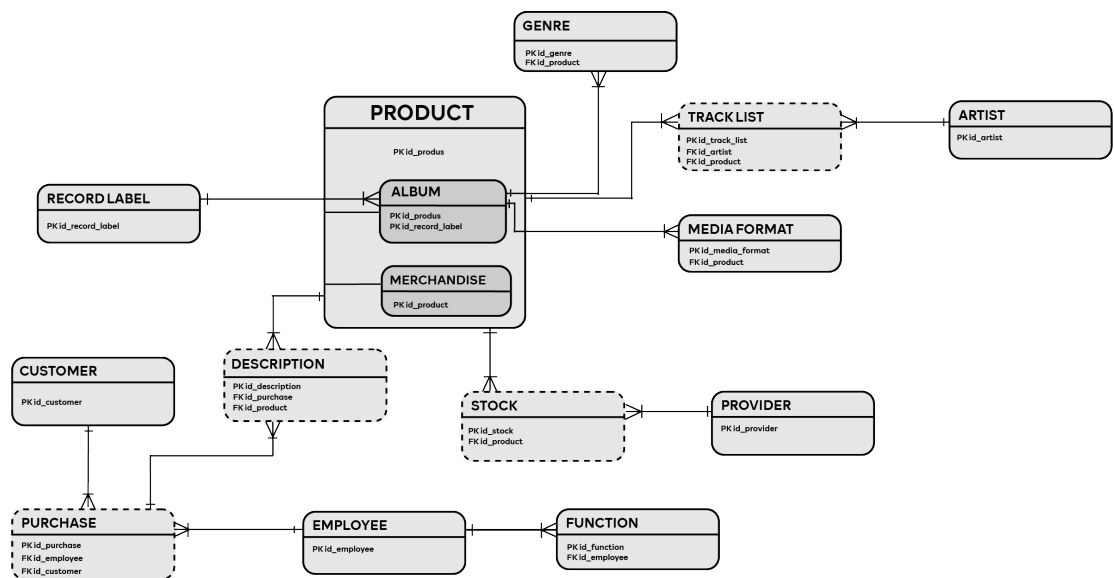 GENRE
PK id_genre
FK id_product
PRODUCT
PK id_produs
TRACK LIST
PK id_track_list
FK id_artist
FK id_product
ARTIST
PK id_artist
RECORD LABEL
PK id_record_label
ALBUM
PK id_produs
PK id_record_label
MEDIA FORMAT
PK id_media_format
FK id_product
MERCHANDISE
PK id_product
CUSTOMER
PK id_customer
DESCRIPTION
PK id_description
FK id_purchase
FK id_product
STOCK
PK id_stock
FK id_product
PROVIDER
PK id_provider
PURCHASE
PK id_purchase
FK id_employee
FK id_customer
EMPLOYEE
PK id_employee
FUNCTION
PK id_function
FK id_employee